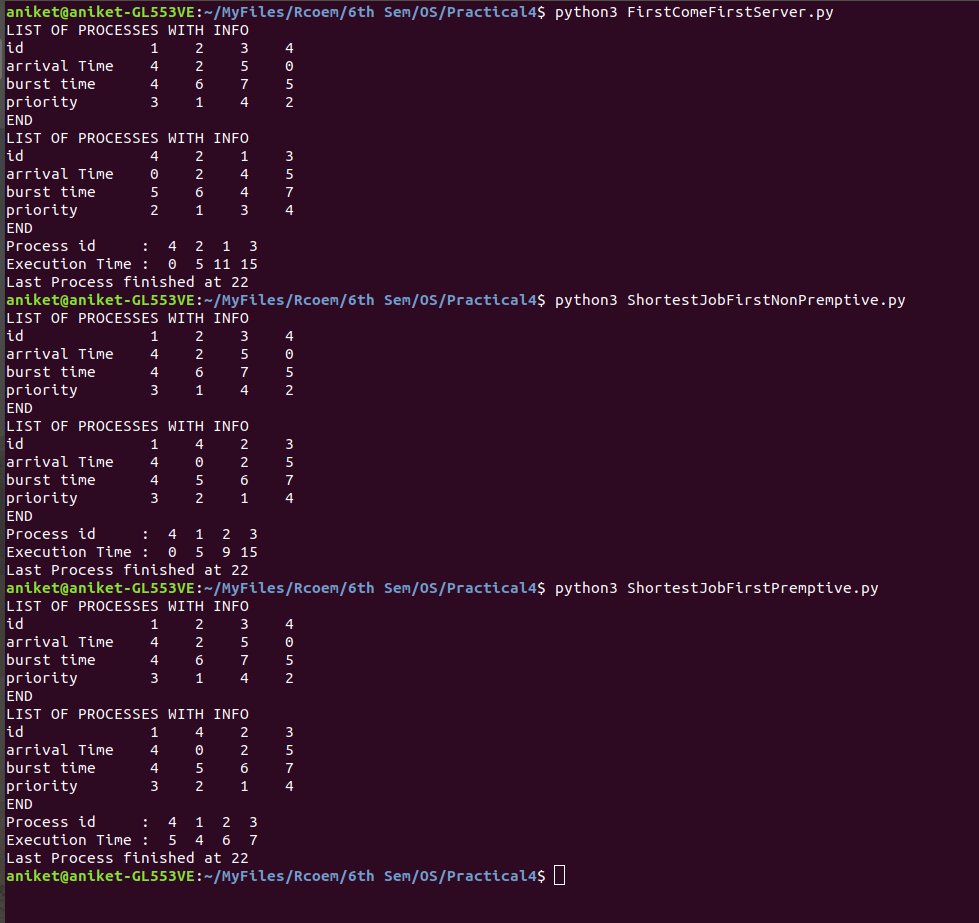 aniket@aniket-GL553VE:~/MyFiles/Rcoem/6th Sem/OS/Practical4$ python3 FirstComeFirstServer.py
LIST OF PROCESSES WITH INFO
id              1    2    3    4
arrival Time    4    2    5    0
burst time      4    6    7    5
priority        3    1    4    2
END
LIST OF PROCESSES WITH INFO
id              4    2    1    3
arrival Time    0    2    4    5
burst time      5    6    4    7
priority        2    1    3    4
END
Process id     :  4  2  1  3
Execution Time :  0  5 11 15
Last Process finished at 22
aniket@aniket-GL553VE:~/MyFiles/Rcoem/6th Sem/OS/Practical4$ python3 ShortestJobFirstNonPremptive.py
LIST OF PROCESSES WITH INFO
id              1    2    3    4
arrival Time    4    2    5    0
burst time      4    6    7    5
priority        3    1    4    2
END
LIST OF PROCESSES WITH INFO
id              1    4    2    3
arrival Time    4    0    2    5
burst time      4    5    6    7
priority        3    2    1    4
END
Process id     :  4  1  2  3
Execution Time :  0  5  9 15
Last Process finished at 22
aniket@aniket-GL553VE:~/MyFiles/Rcoem/6th Sem/OS/Practical4$ python3 ShortestJobFirstPremptive.py
LIST OF PROCESSES WITH INFO
id              1    2    3    4
arrival Time    4    2    5    0
burst time      4    6    7    5
priority        3    1    4    2
END
LIST OF PROCESSES WITH INFO
id              1    4    2    3
arrival Time    4    0    2    5
burst time      4    5    6    7
priority        3    2    1    4
END
Process id     :  4  1  2  3
Execution Time :  5  4  6  7
Last Process finished at 22
aniket@aniket-GL553VE:~/MyFiles/Rcoem/6th Sem/OS/Practical4$